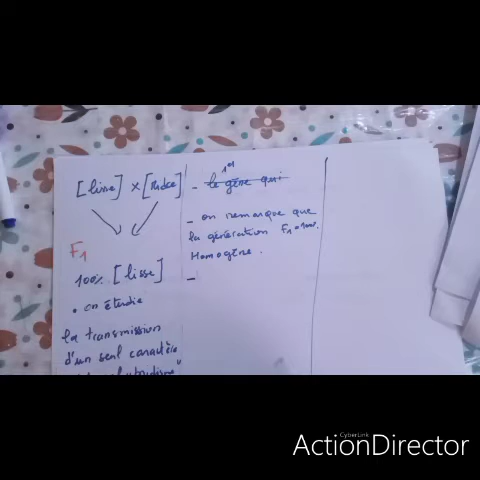 [lisse] × [ridée]
F1
100% [lisse]
• on étudie
la transmission
d'un seul caractère
1er
- le gène qui
- on remarque que
la génération F1
Homogène.
-
CyberLink
ActionDirector